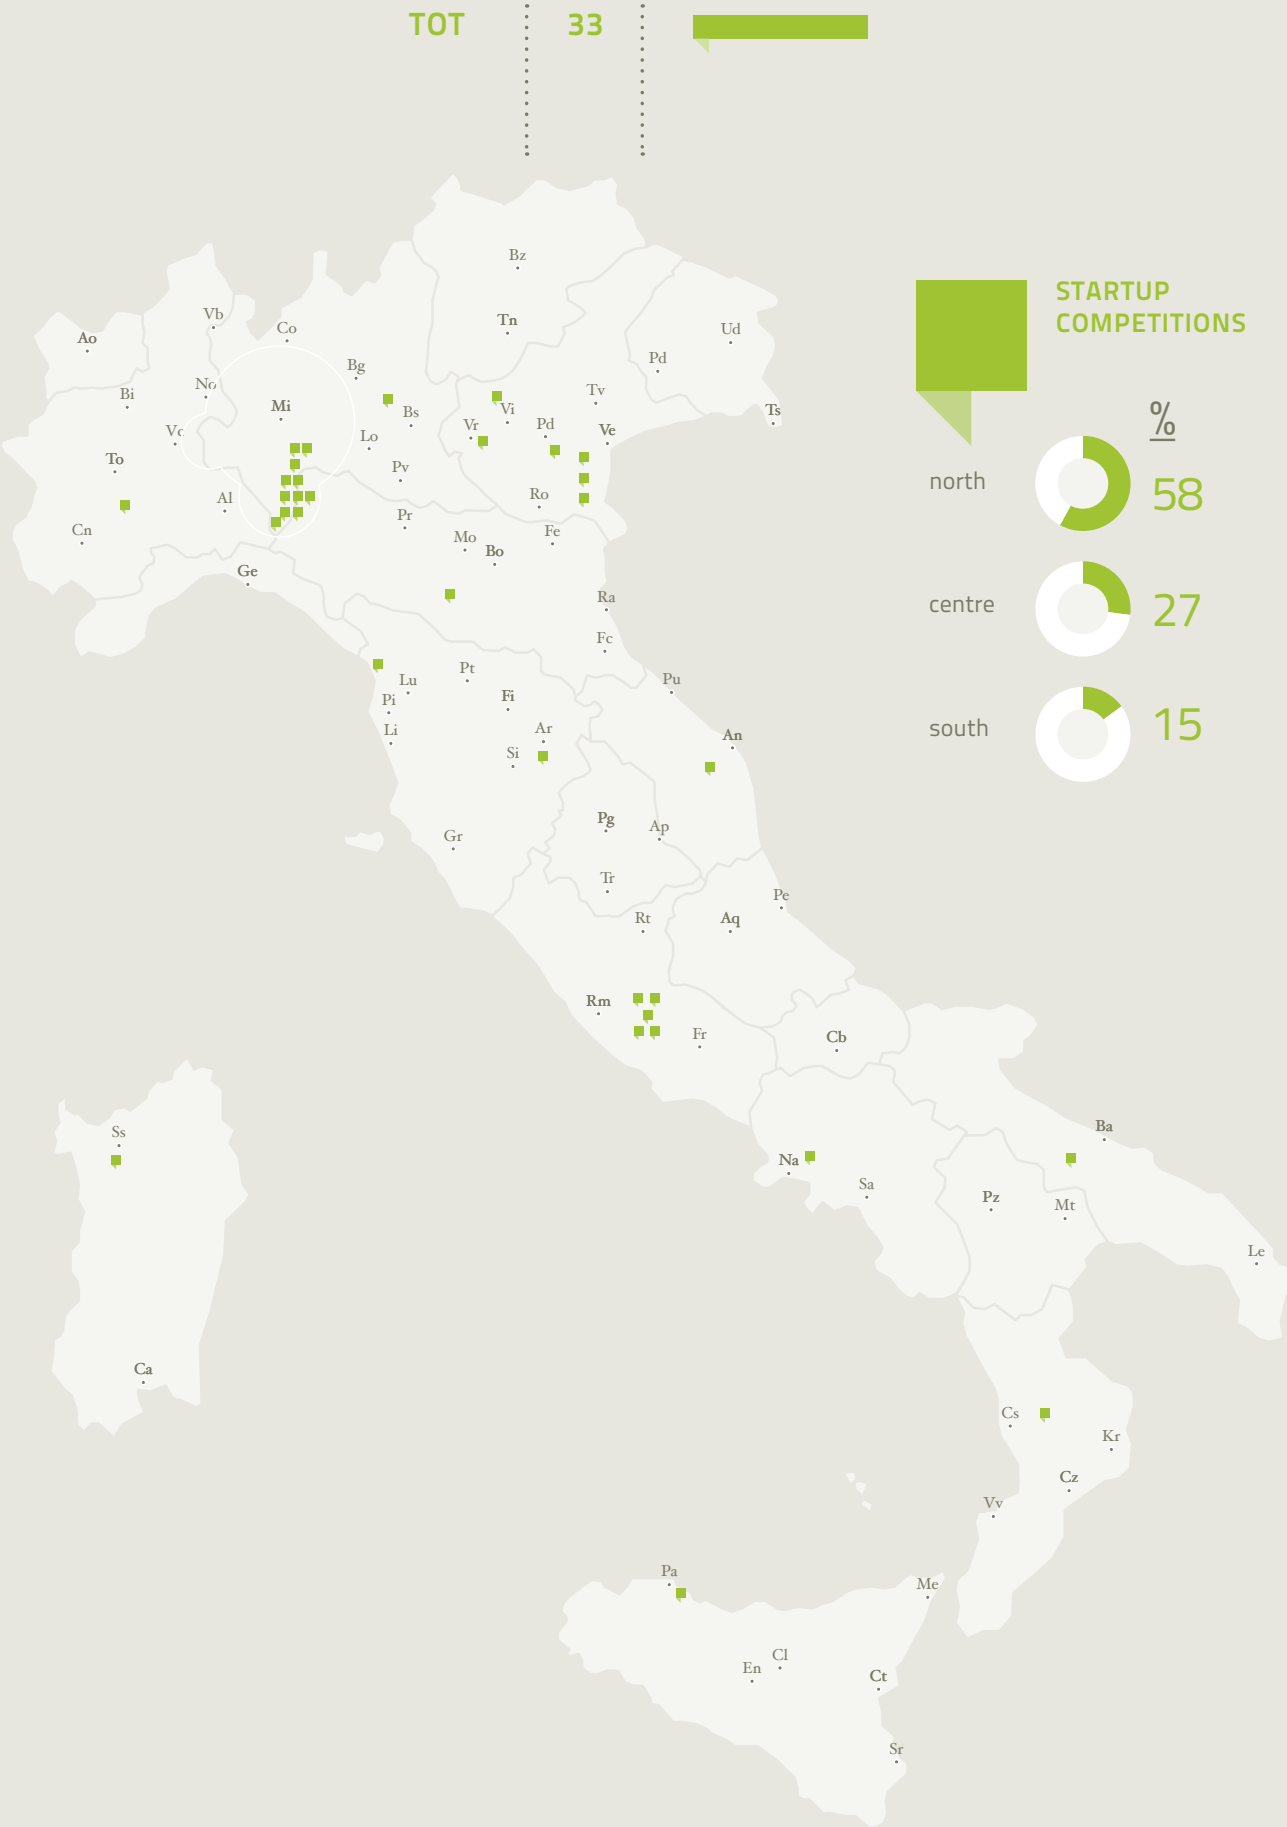 TOT 33
STARTUP
COMPETITIONS
%
north 58
centre 27
south 15
Bz
Vb
Tn
Co
Ud
Ao
Pd
Bg
No
Bi
Tv
Mi
Vi
Ts
Bs
Vr
Pd
Ve
Lo
To
Pv
Al
Ro
Pr
Cn
Fe
Mo
Bo
Ge
Ra
Fc
Pt
Lu
Pu
Fi
Pi
Li
Ar
An
Si
Pg
Ap
Gr
Tr
Pe
Rt
Aq
Rm
Fr
Cb
Ba
Ss
Na
Sa
Pz
Mt
Le
Ca
Cs
Kr
Cz
Vv
Pa
Me
Cl
En
Ct
Sr